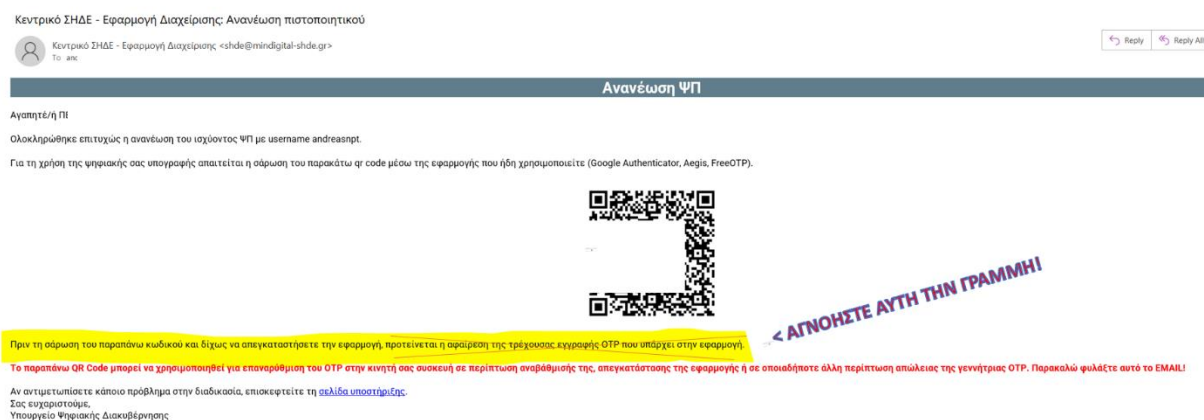 Κεντρικό ΣΗΔΕ - Εφαρμογή Διαχείρισης: Ανανέωση πιστοποιητικού
Κεντρικό ΣΗΔΕ - Εφαρμογή Διαχείρισης <shde@mindigital-shde.gr>
Reply
Reply All
To anc
Ανανέωση ΨΠ
Αγαπητέ/ή ΠΕ
Ολοκληρώθηκε επιτυχώς η ανανέωση του ισχύοντος ΨΠ με username andreasnpt.
Για τη χρήση της ψηφιακής σας υπογραφής απαιτείται η σάρωση του παρακάτω qr code μέσω της εφαρμογής που ήδη χρησιμοποιείτε (Google Authenticator, Aegis, FreeOTP).
< ΑΓΝΟΗΣΤΕ ΑΥΤΗ ΤΗΝ ΓΡΑΜΜΗ!
Πριν τη σάρωση του παραπάνω κωδικού και δίχως να απεγκαταστήσετε την εφαρμογή, προτείνεται η αφαίρεση της τρέχουσας εγγραφής OTP που υπάρχει στην εφαρμογή.
Το παραπάνω QR Code μπορεί να χρησιμοποιηθεί για επαναρύθμιση του OTP στην κινητή σας συσκευή σε περίπτωση αναβάθμισής της, απεγκατάστασης της εφαρμογής ή σε οποιαδήποτε άλλη περίπτωση απώλειας της γεννήτριας OTP. Παρακαλώ φυλάξτε αυτό το EMAIL!
Αν αντιμετωπίσετε κάποιο πρόβλημα στην διαδικασία, επισκεφτείτε τη σελίδα υποστήριξης.
Σας ευχαριστούμε,
Υπουργείο Ψηφιακής Διακυβέρνησης